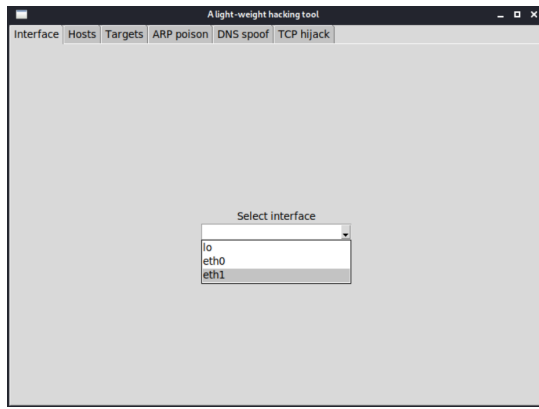 A light-weight hacking tool
Interface Hosts Targets ARP poison DNS spoof TCP hijack
Select interface
lo
eth0
eth1